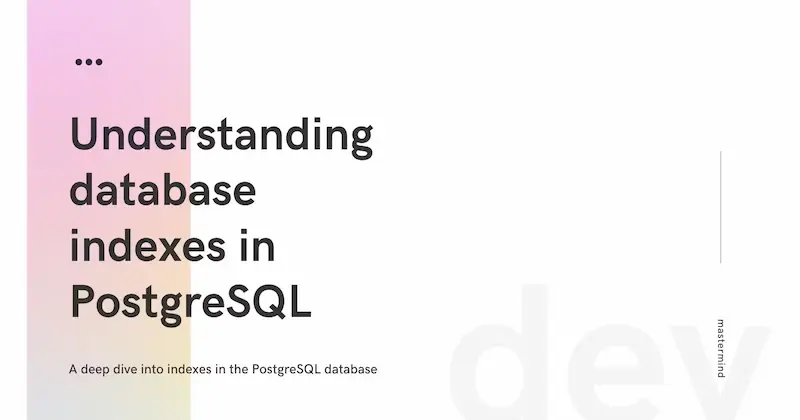 Understanding
database
indexes in
PostgreSQL
A deep dive into indexes in the PostgreSQL database
dev
mastermind